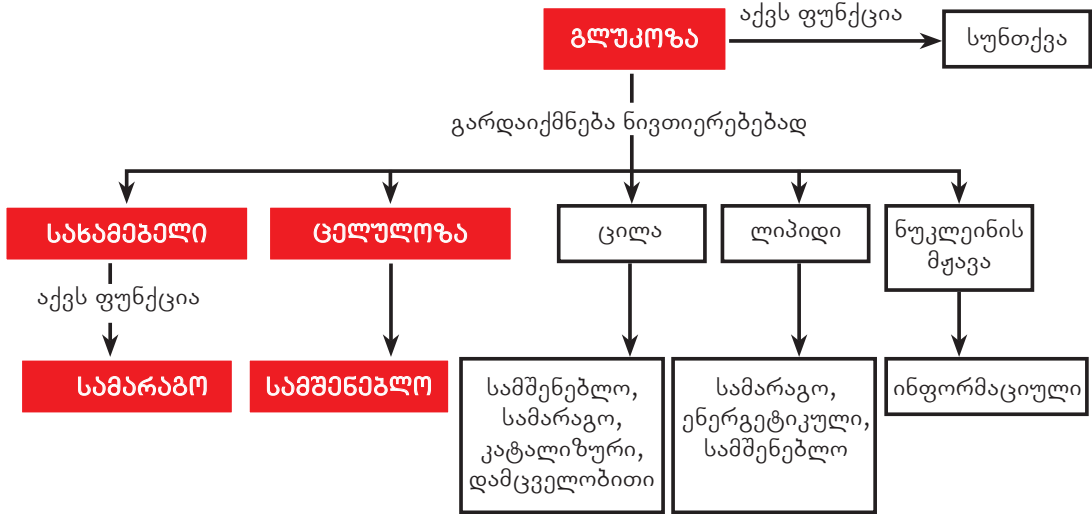 აქვს ფუნქცია
გლუკოზა
სუნთქვა
გარდაიქმნება ნივთიერებებად
სახამებელი
ცელულოზა
ცილა
ლიპიდი
ნუკლეინის
მჟავა
აქვს ფუნქცია
სამარაგო
სამშენებლო
სამშენებლო,
სამარაგო,
კატალიზური,
დამცველობითი
სამარაგო,
ენერგეტიკული,
სამშენებლო
ინფორმაციული